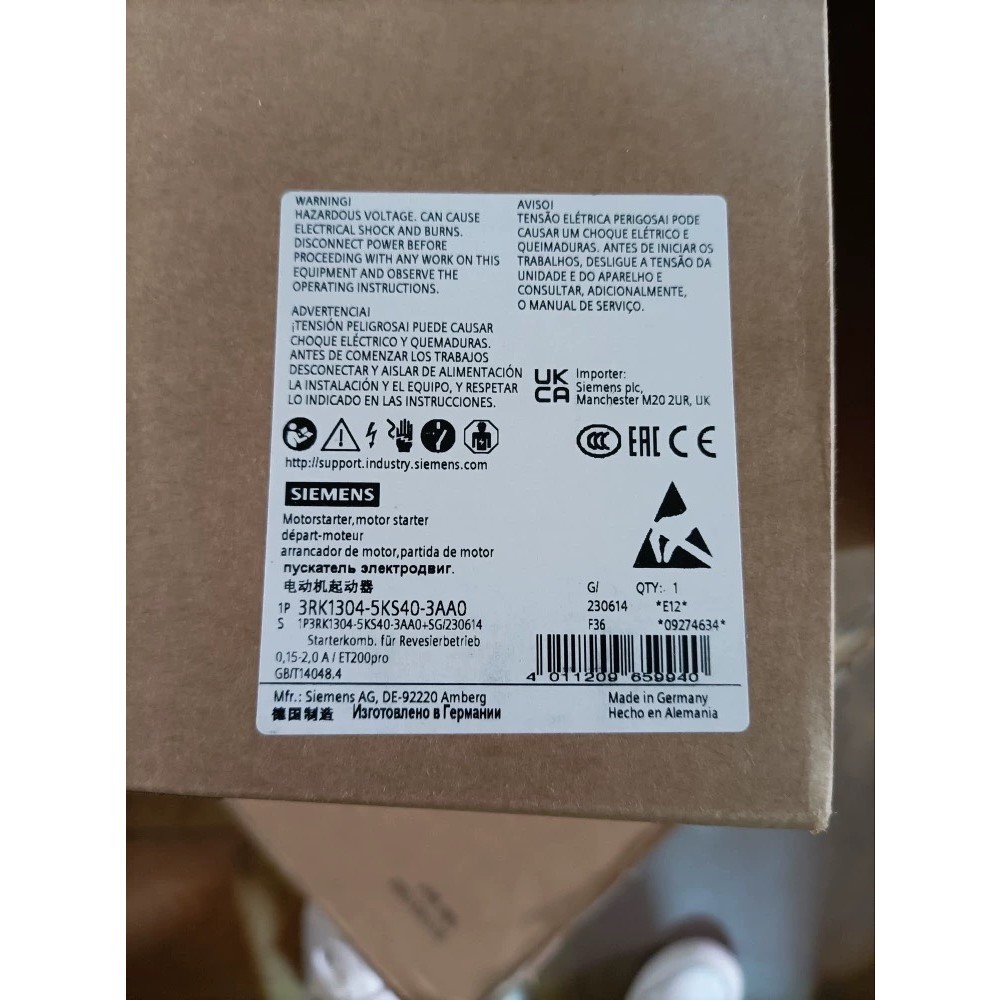 WARNING!
HAZARDOUS VOLTAGE. CAN CAUSE
ELECTRICAL SHOCK AND BURNS.
DISCONNECT POWER BEFORE
PROCEEDING WITH ANY WORK ON THIS
EQUIPMENT AND OBSERVE THE
OPERATING INSTRUCTIONS.
AVISO!
TENSÃO ELÉTRICA PERIGOSA! PODE
CAUSAR UM CHOQUE ELÉTRICO E
QUEIMADURAS. ANTES DE INICIAR OS
TRABALHOS, DESLIGUE A TENSÃO DA
UNIDADE E DO APARELHO E
CONSULTAR, ADICIONALMENTE,
O MANUAL DE SERVIÇO.
ADVERTENCIA!
¡TENSIÓN PELIGROSA! PUEDE CAUSAR
CHOQUE ELÉCTRICO Y QUEMADURAS.
ANTES DE COMENZAR LOS TRABAJOS
DESCONECTAR Y AISLAR DE ALIMENTACIÓN
LA INSTALACIÓN Y EL EQUIPO, Y RESPETAR
LO INDICADO EN LAS INSTRUCCIONES.
UK
CA
Importer:
Siemens plc,
Manchester M20 2UR, UK
CCC EAC CE
http://support.industry.siemens.com
SIEMENS
Motorstarter,motor starter
départ-moteur
arrancador de motor,partida de motor
пускатель электродвиг.
电动机起动器
G/ QTY: 1
1P 3RK1304-5KS40-3AA0 230614 *E12*
S 1P3RK1304-5KS40-3AA0+SG/230614 F36 *09274634*
Starterkomb. für Revesierbetrieb
0,15-2,0 A / ET200pro
GB/T14048.4
4 011209 659940
Mfr.: Siemens AG, DE-92220 Amberg Made in Germany
德国制造 Изготовлено в Германии Hecho en Alemania